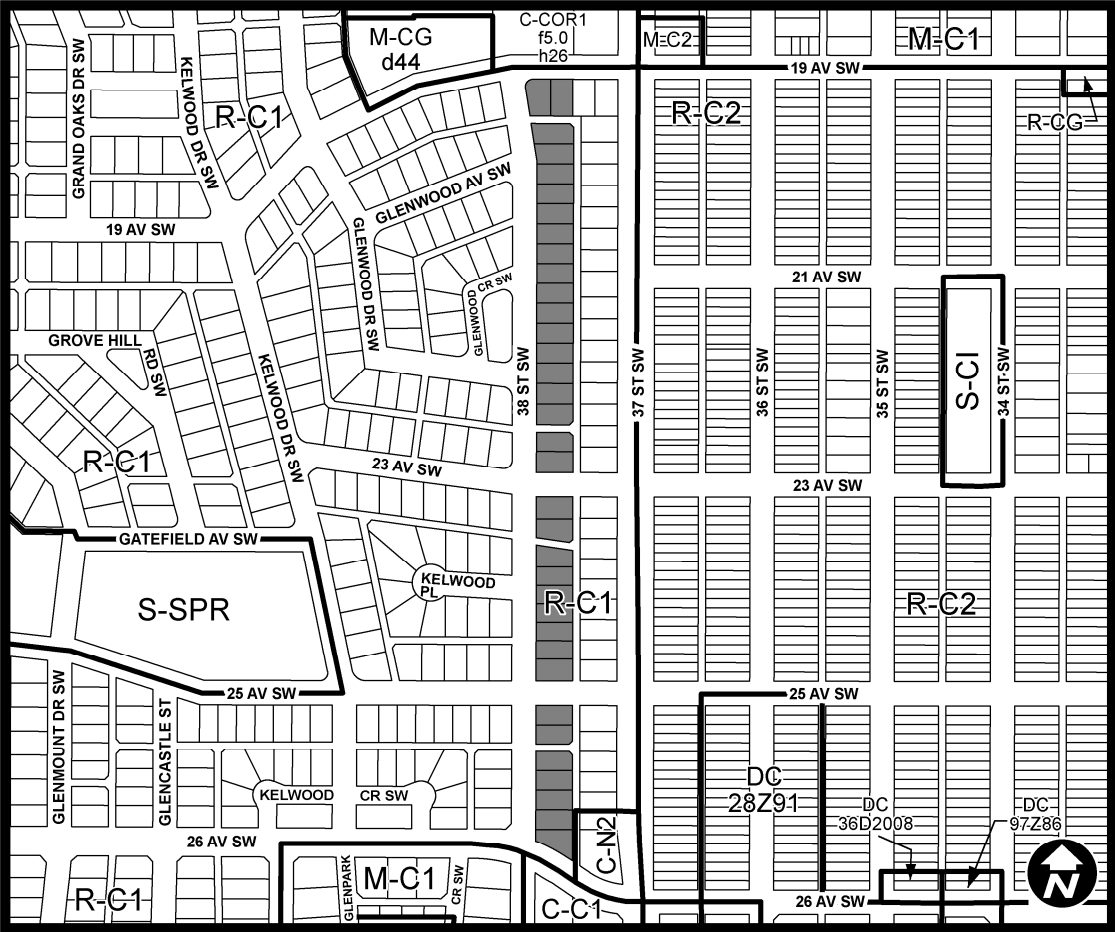 C-COR1
f5.0
h26
M-CG
d44
M-C2
M-C1
19 AV SW
GRAND OAKS DR SW
KELWOOD DR SW
R-C1
R-C2
R-CG
GLENWOOD AV SW
19 AV SW
GLENWOOD DR SW
GLENWOOD CR SW
21 AV SW
GROVE HILL RD SW
KELWOOD DR SW
38 ST SW
37 ST SW
36 ST SW
35 ST SW
S-CI
34 ST SW
R-C1
23 AV SW
23 AV SW
GATEFIELD AV SW
KELWOOD
PL
S-SPR
R-C1
R-C2
25 AV SW
25 AV SW
GLENMOUNT DR SW
GLENCASTLE ST
KELWOOD CR SW
DC
28Z91
DC
36D2008
DC
97Z86
26 AV SW
C-N2
R-C1
GLENPARK CR SW
M-C1
C-C1
26 AV SW
N